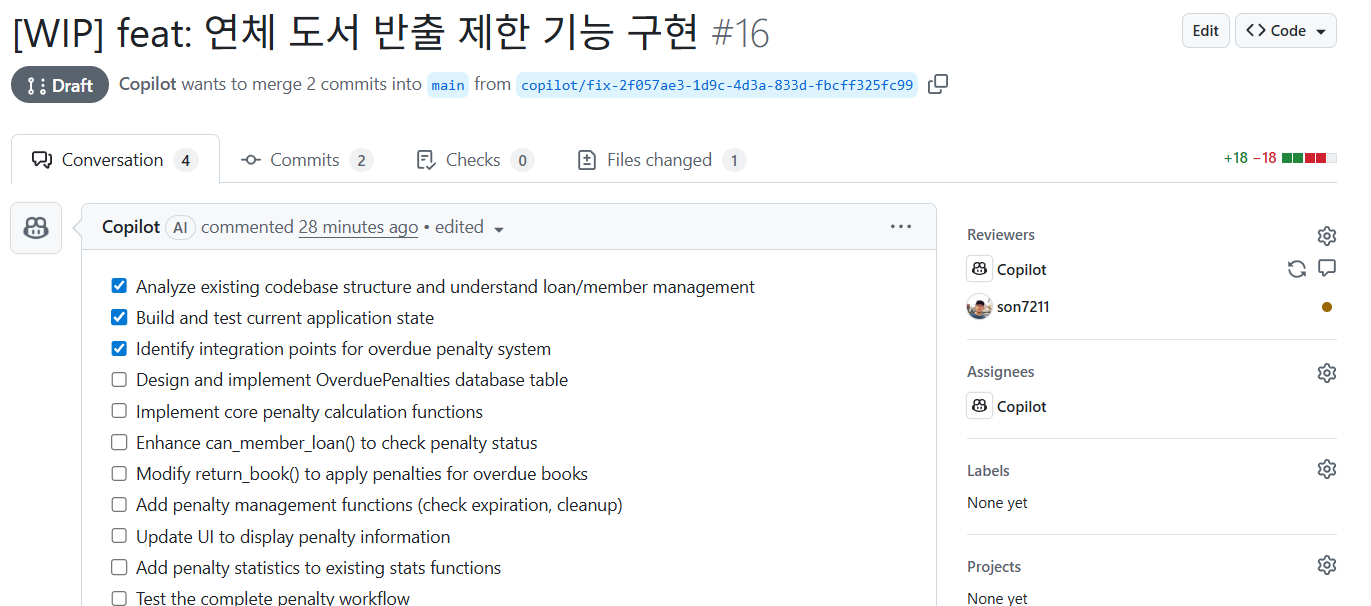 [WIP] feat: 연체 도서 반출 제한 기능 구현 #16
Edit
<> Code
Draft
Copilot wants to merge 2 commits into main from copilot/fix-2f057ae3-1d9c-4d3a-833d-fbcff325fc99
Conversation 4
Commits 2
Checks 0
Files changed 1
+18 −18
Copilot AI commented 28 minutes ago • edited
Analyze existing codebase structure and understand loan/member management
Build and test current application state
Identify integration points for overdue penalty system
Design and implement OverduePenalties database table
Implement core penalty calculation functions
Enhance can_member_loan() to check penalty status
Modify return_book() to apply penalties for overdue books
Add penalty management functions (check expiration, cleanup)
Update UI to display penalty information
Add penalty statistics to existing stats functions
Test the complete penalty workflow
Reviewers
Copilot
son7211
Assignees
Copilot
Labels
None yet
Projects
None yet